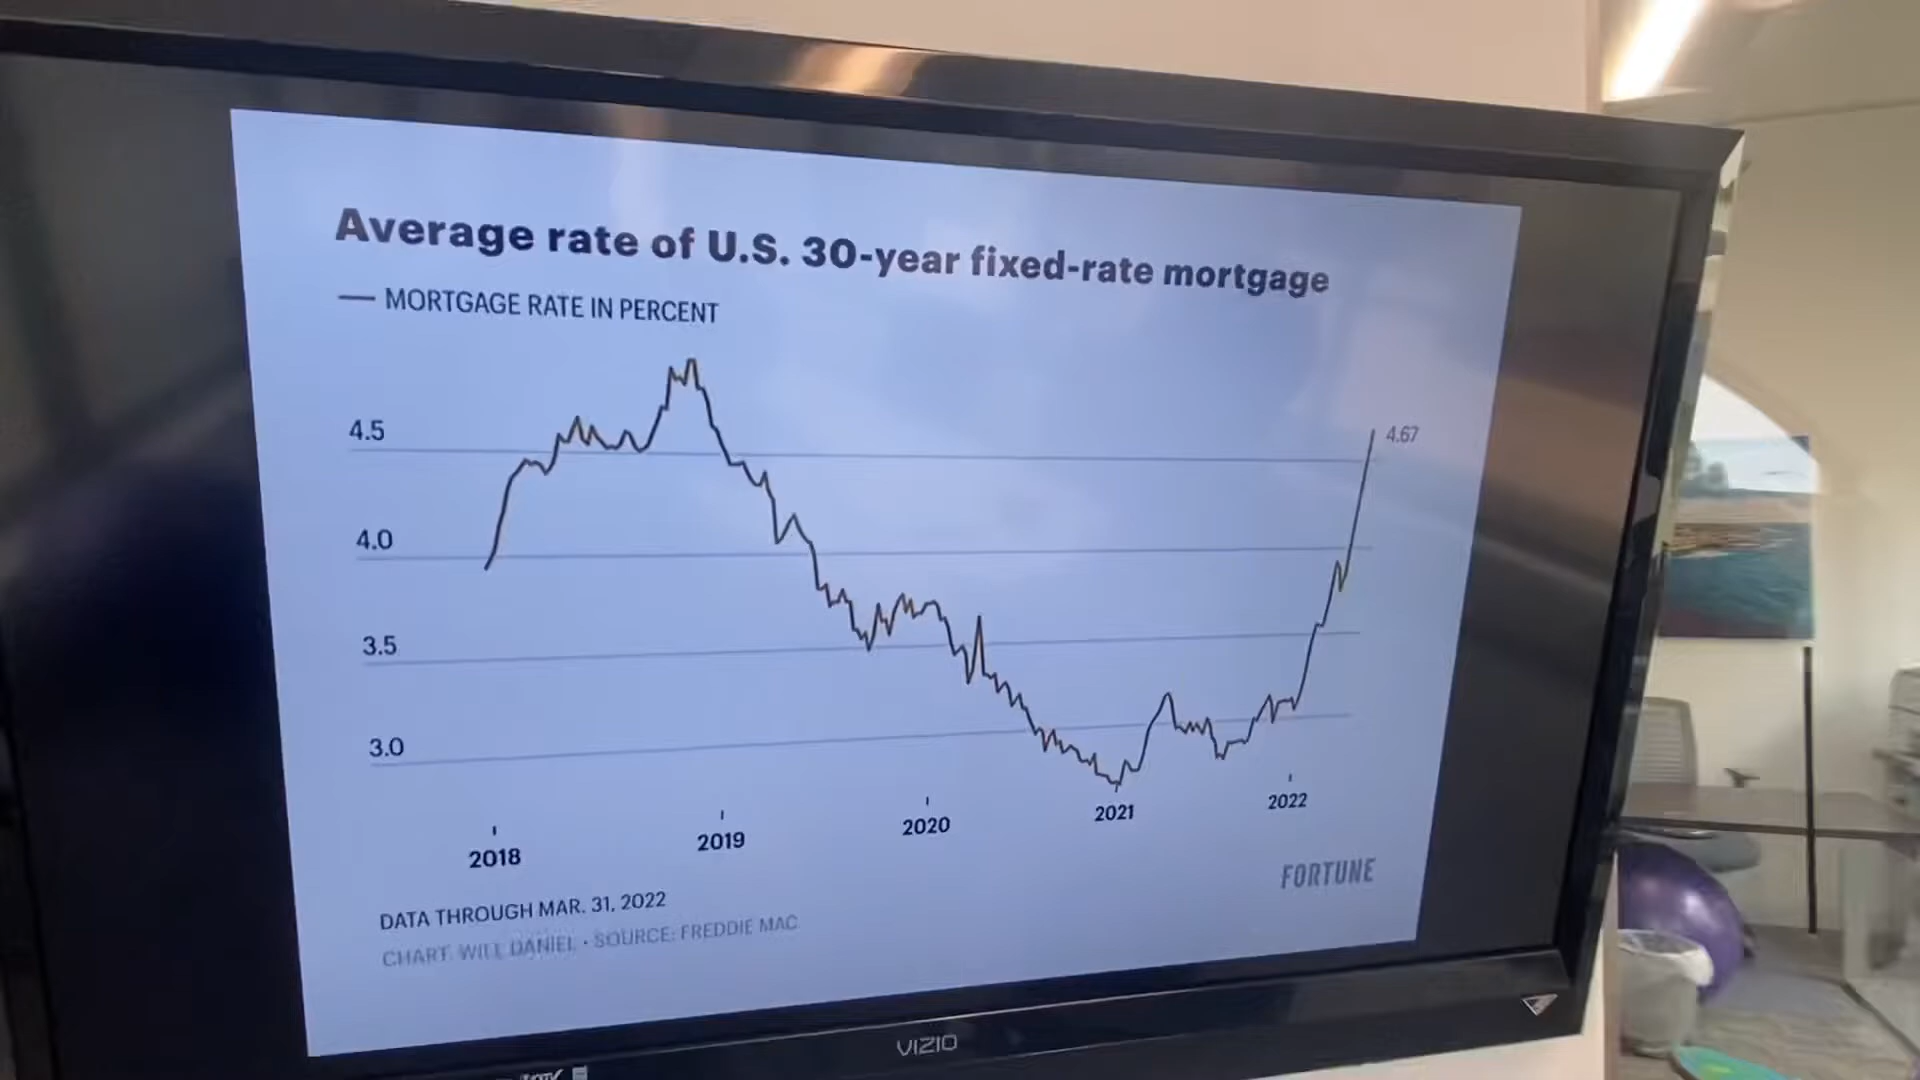 Average rate of U.S. 30-year fixed-rate mortgage
MORTGAGE RATE IN PERCENT
4.5
4.67
4.0
3.5
3.0
2018
2019
2020
2021
2022
FORTUNE
DATA THROUGH MAR. 31, 2022
CHART: WILL DANIEL • SOURCE: FREDDIE MAC
VIZIO